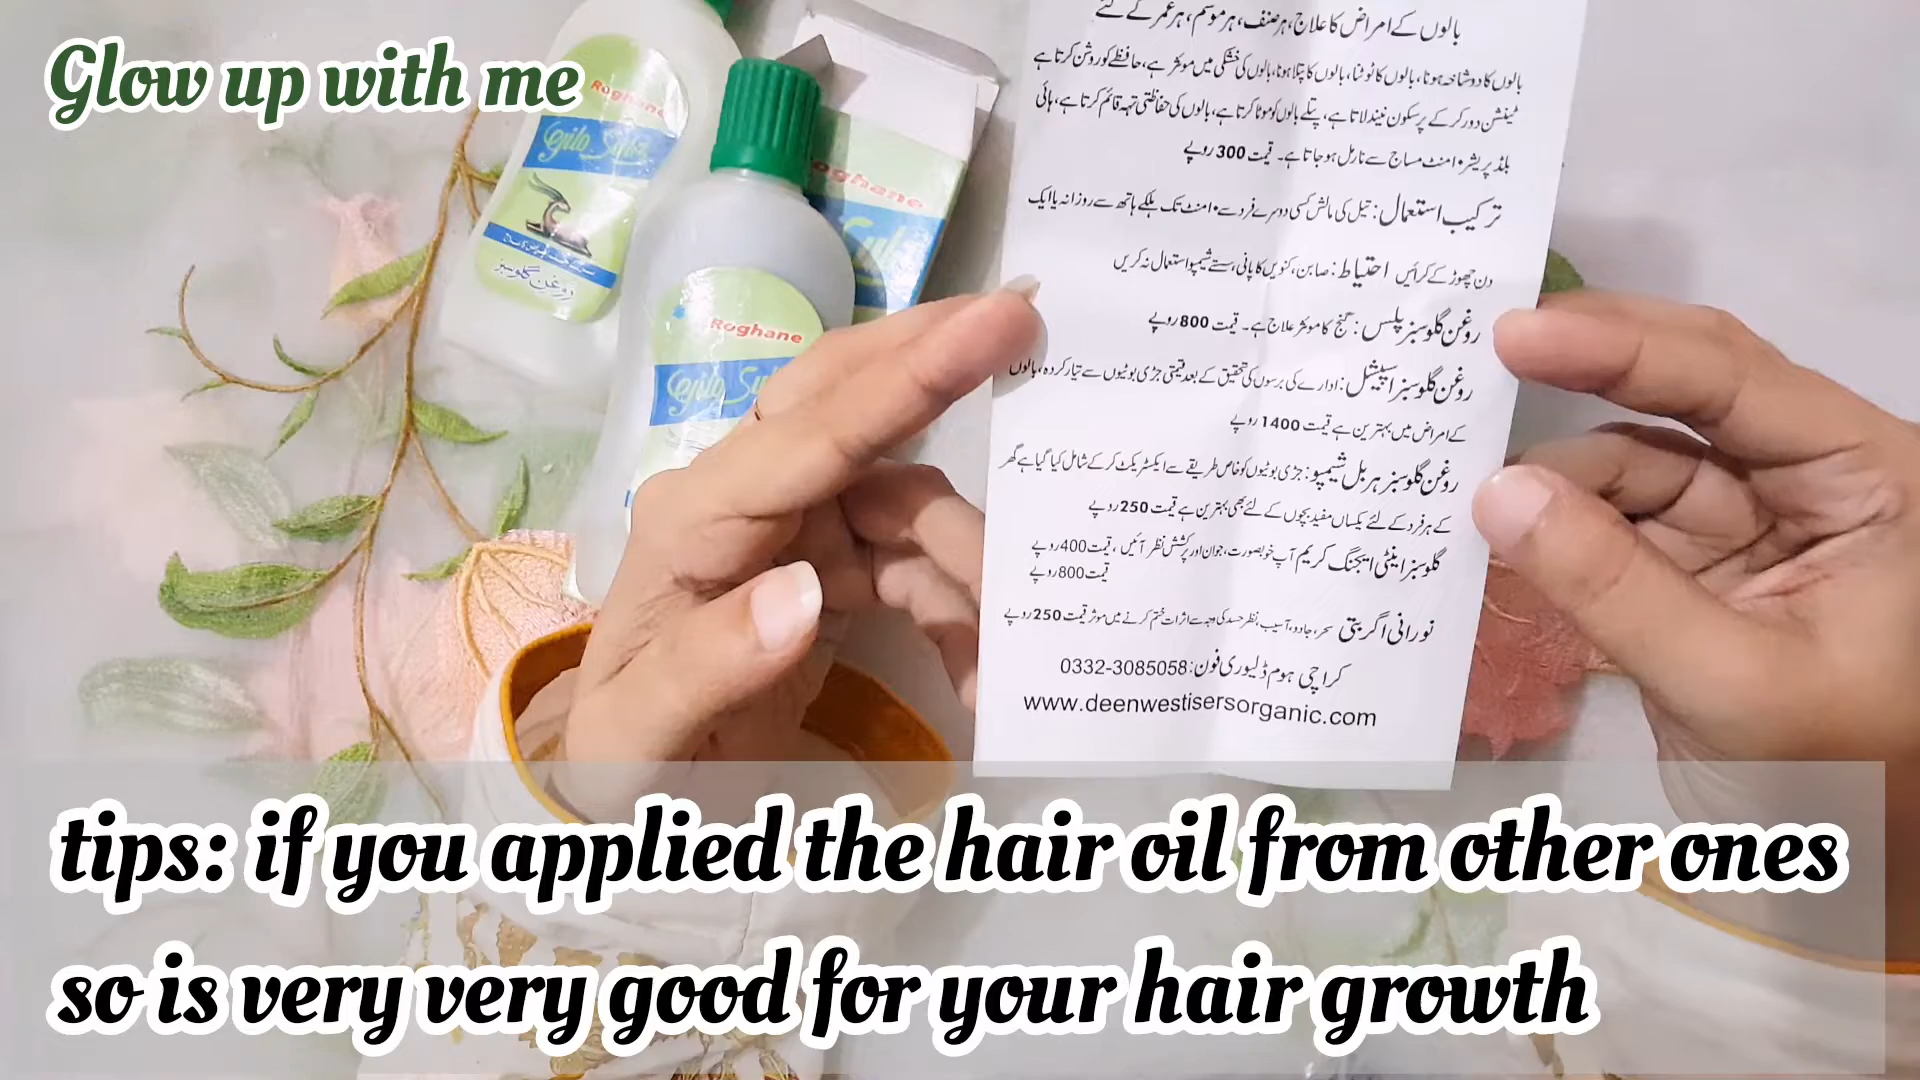 Glow up with me
Roghane
Gilo Subz
روغن گلوسبز
Roghane
بالوں کے امراض کا علاج، ہر صنف، ہر موسم، ہر عمر کے لئے
بالوں کا دوشاخہ ہونا، بالوں کا ٹوٹنا، بالوں کا پتلا ہونا، بالوں کی خشکی میں موثر ہے، حافظے کو روشن کرتا ہے
ٹینشن دور کر کے پرسکون نیند لاتا ہے، پتلے بالوں کو موٹا کرتا ہے، بالوں کی حفاظتی تہہ قائم کرتا ہے، ہائی
بلڈ پریشر ۱۰ منٹ مساج سے نارمل ہو جاتا ہے۔ قیمت 300 روپے
ترکیب استعمال: تیل کی مالش کسی دوسرے فرد سے ۱۰ منٹ تک ہلکے ہاتھ سے روزانہ یا ایک
دن چھوڑ کے کرائیں احتیاط: صابن، کنویں کا پانی، سستے شیمپو استعمال نہ کریں
روغن گلوسبز پلس: گنج کا موثر علاج ہے۔ قیمت 800 روپے
روغن گلوسبز اسپیشل: ادارے کی برسوں کی تحقیق کے بعد قیمتی جڑی بوٹیوں سے تیار کردہ، بالوں
کے امراض میں بہترین ہے قیمت 1400 روپے
روغن گلوسبز ہربل شیمپو: جڑی بوٹیوں کو خاص طریقے سے ایکسٹریکٹ کر کے شامل کیا گیا ہے گھر
کے ہر فرد کے لئے یکساں مفید بچوں کے لئے بھی بہترین ہے قیمت 250 روپے
گلوسبز اینٹی ایجنگ کریم آپ خوبصورت، جوان اور پرکشش نظر آئیں، قیمت 400 روپے
قیمت 800 روپے
نورانی اگربتی سحر، جادو، آسیب، نظر حسد کی وجہ سے اثرات ختم کرنے میں موثر قیمت 250 روپے
کراچی ہوم ڈلیوری فون: 0332-3085058
www.deenwestisersorganic.com
tips: if you applied the hair oil from other ones
so is very very good for your hair growth